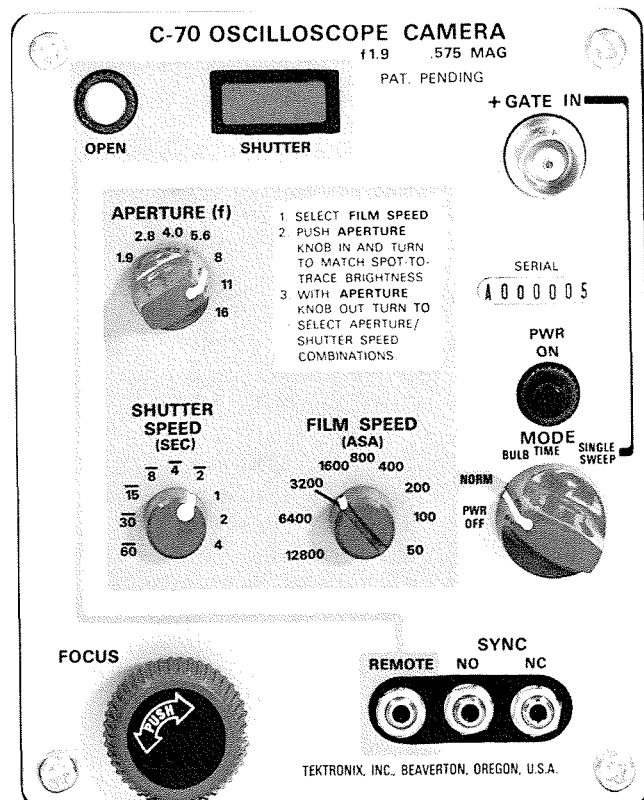 C-70 OSCILLOSCOPE CAMERA
f1.9 .575 MAG
PAT. PENDING
+GATE IN
OPEN
SHUTTER
APERTURE (f)
1.9 2.8 4.0 5.6 8 11 16
1. SELECT FILM SPEED
2. PUSH APERTURE
KNOB IN AND TURN
TO MATCH SPOT-TO-
TRACE BRIGHTNESS
3. WITH APERTURE
KNOB OUT TURN TO
SELECT APERTURE/
SHUTTER SPEED
COMBINATIONS
SERIAL
A000005
PWR
ON
MODE
PWR
OFF
NORM
BULB TIME SINGLE
SWEEP
SHUTTER
SPEED
(SEC)
60 30 15 8 4 2 1 2 4
FILM SPEED
(ASA)
12800 6400 3200 1600 800 400 200 100 50
FOCUS
PUSH
SYNC
REMOTE NO NC
TEKTRONIX, INC., BEAVERTON, OREGON, U.S.A.